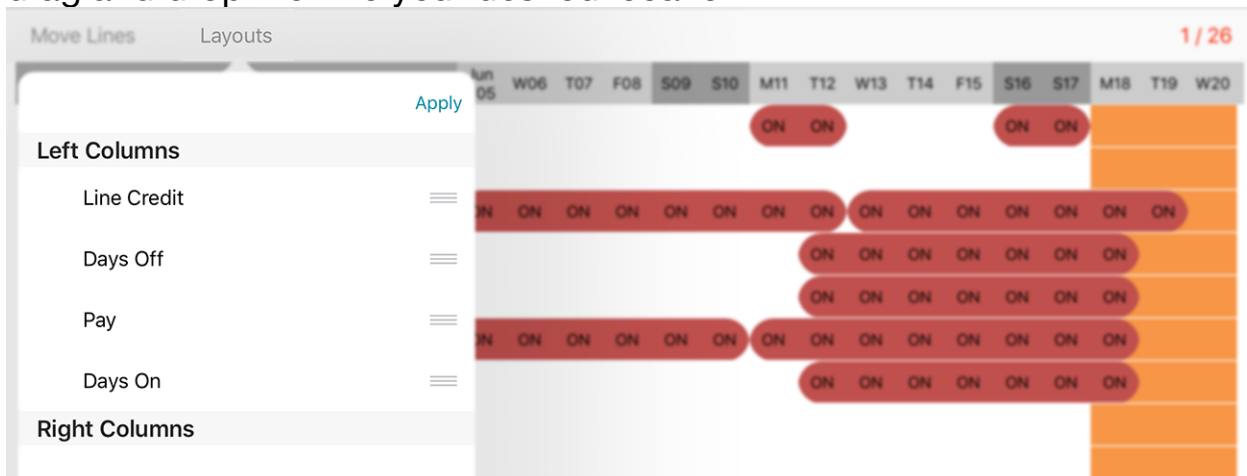 Move Lines Layouts 1 / 26
Jun 05 W06 T07 F08 S09 S10 M11 T12 W13 T14 F15 S16 S17 M18 T19 W20
Apply
ON ON ON ON
Left Columns
Line Credit
ON ON ON ON ON ON ON ON ON ON ON ON ON ON
Days Off
ON ON ON ON ON ON ON
ON ON ON ON ON ON ON
Pay
ON ON ON ON ON ON ON ON ON ON ON ON ON
Days On
ON ON ON ON ON ON ON
Right Columns